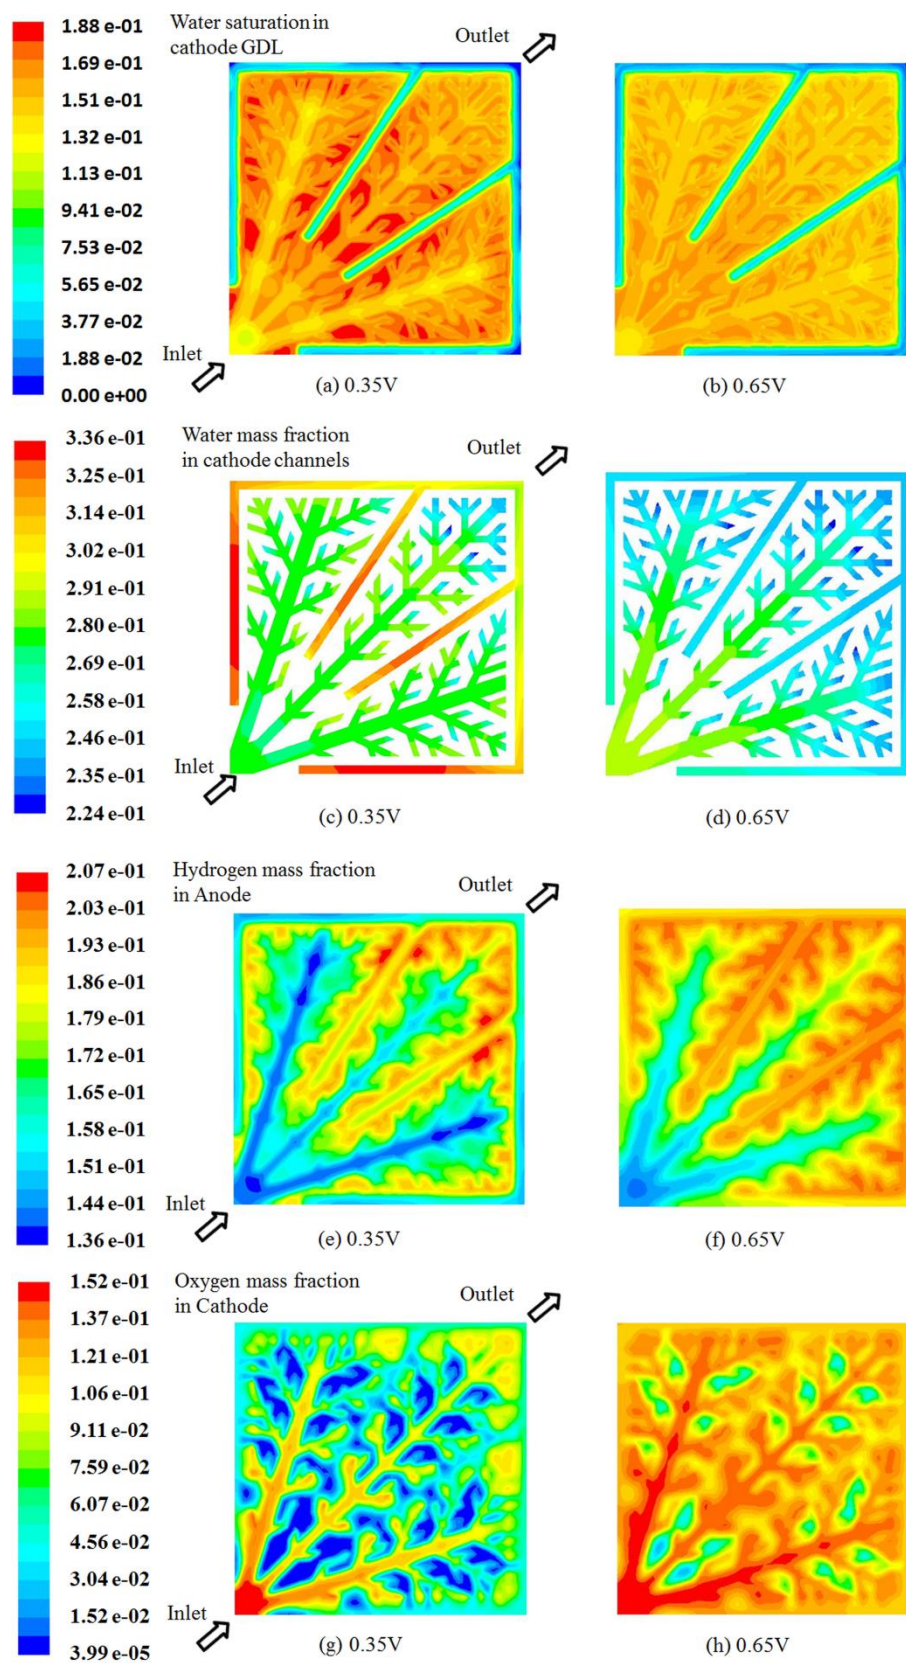 1.88 e-01
1.69 e-01
1.51 e-01
1.32 e-01
1.13 e-01
9.41 e-02
7.53 e-02
5.65 e-02
3.77 e-02
1.88 e-02
0.00 e+00
Water saturation in
cathode GDL
Outlet
Inlet
(a) 0.35V
(b) 0.65V
3.36 e-01
3.25 e-01
3.14 e-01
3.02 e-01
2.91 e-01
2.80 e-01
2.69 e-01
2.58 e-01
2.46 e-01
2.35 e-01
2.24 e-01
Water mass fraction
in cathode channels
Outlet
Inlet
(c) 0.35V
(d) 0.65V
2.07 e-01
2.03 e-01
1.93 e-01
1.86 e-01
1.79 e-01
1.72 e-01
1.65 e-01
1.58 e-01
1.51 e-01
1.44 e-01
1.36 e-01
Hydrogen mass fraction
in Anode
Outlet
Inlet
(e) 0.35V
(f) 0.65V
1.52 e-01
1.37 e-01
1.21 e-01
1.06 e-01
9.11 e-02
7.59 e-02
6.07 e-02
4.56 e-02
3.04 e-02
1.52 e-02
3.99 e-05
Oxygen mass fraction
in Cathode
Outlet
Inlet
(g) 0.35V
(h) 0.65V